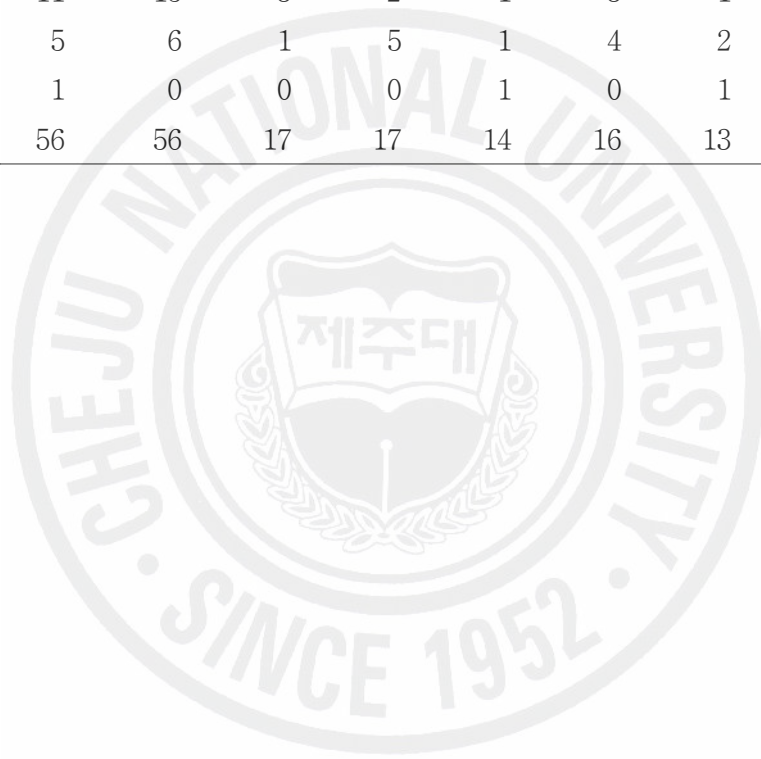 5 6 1 5 1 4 2
1 0 0 0 1 0 1
56 56 17 17 14 16 13
CHEJU NATIONAL UNIVERSITY
제주대
SINCE 1952